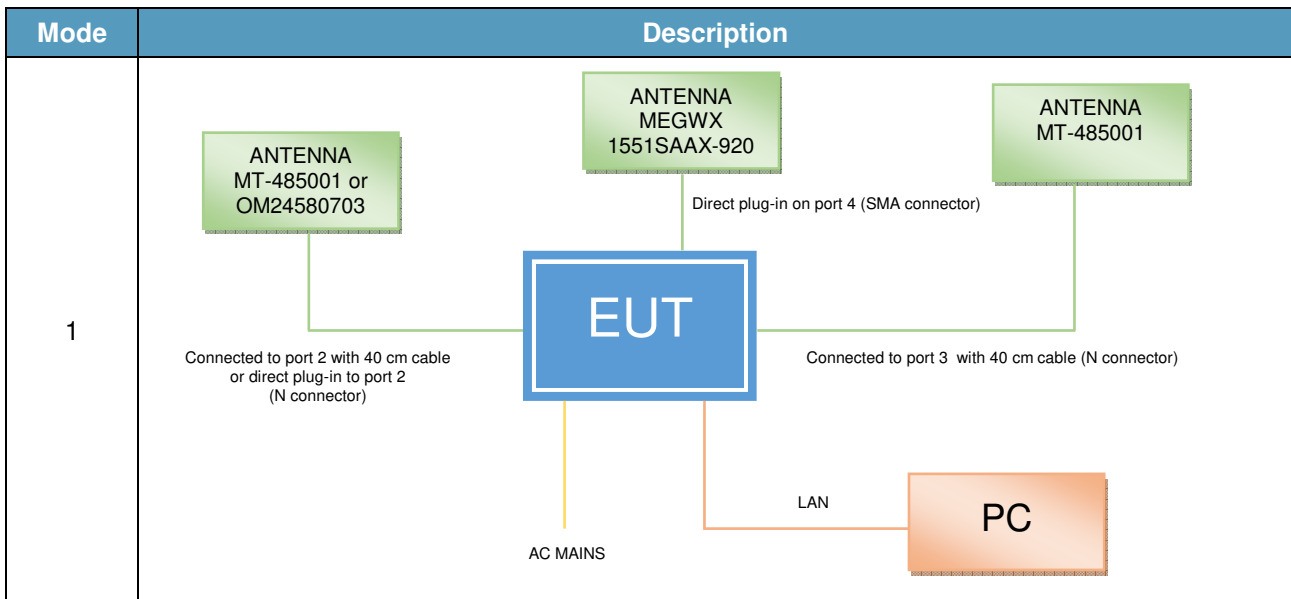 Mode
Description
1
ANTENNA
MT-485001 or
OM24580703
ANTENNA
MEGWX
1551SAAX-920
ANTENNA
MT-485001
Direct plug-in on port 4 (SMA connector)
EUT
Connected to port 2 with 40 cm cable
or direct plug-in to port 2
(N connector)
Connected to port 3 with 40 cm cable (N connector)
LAN
PC
AC MAINS